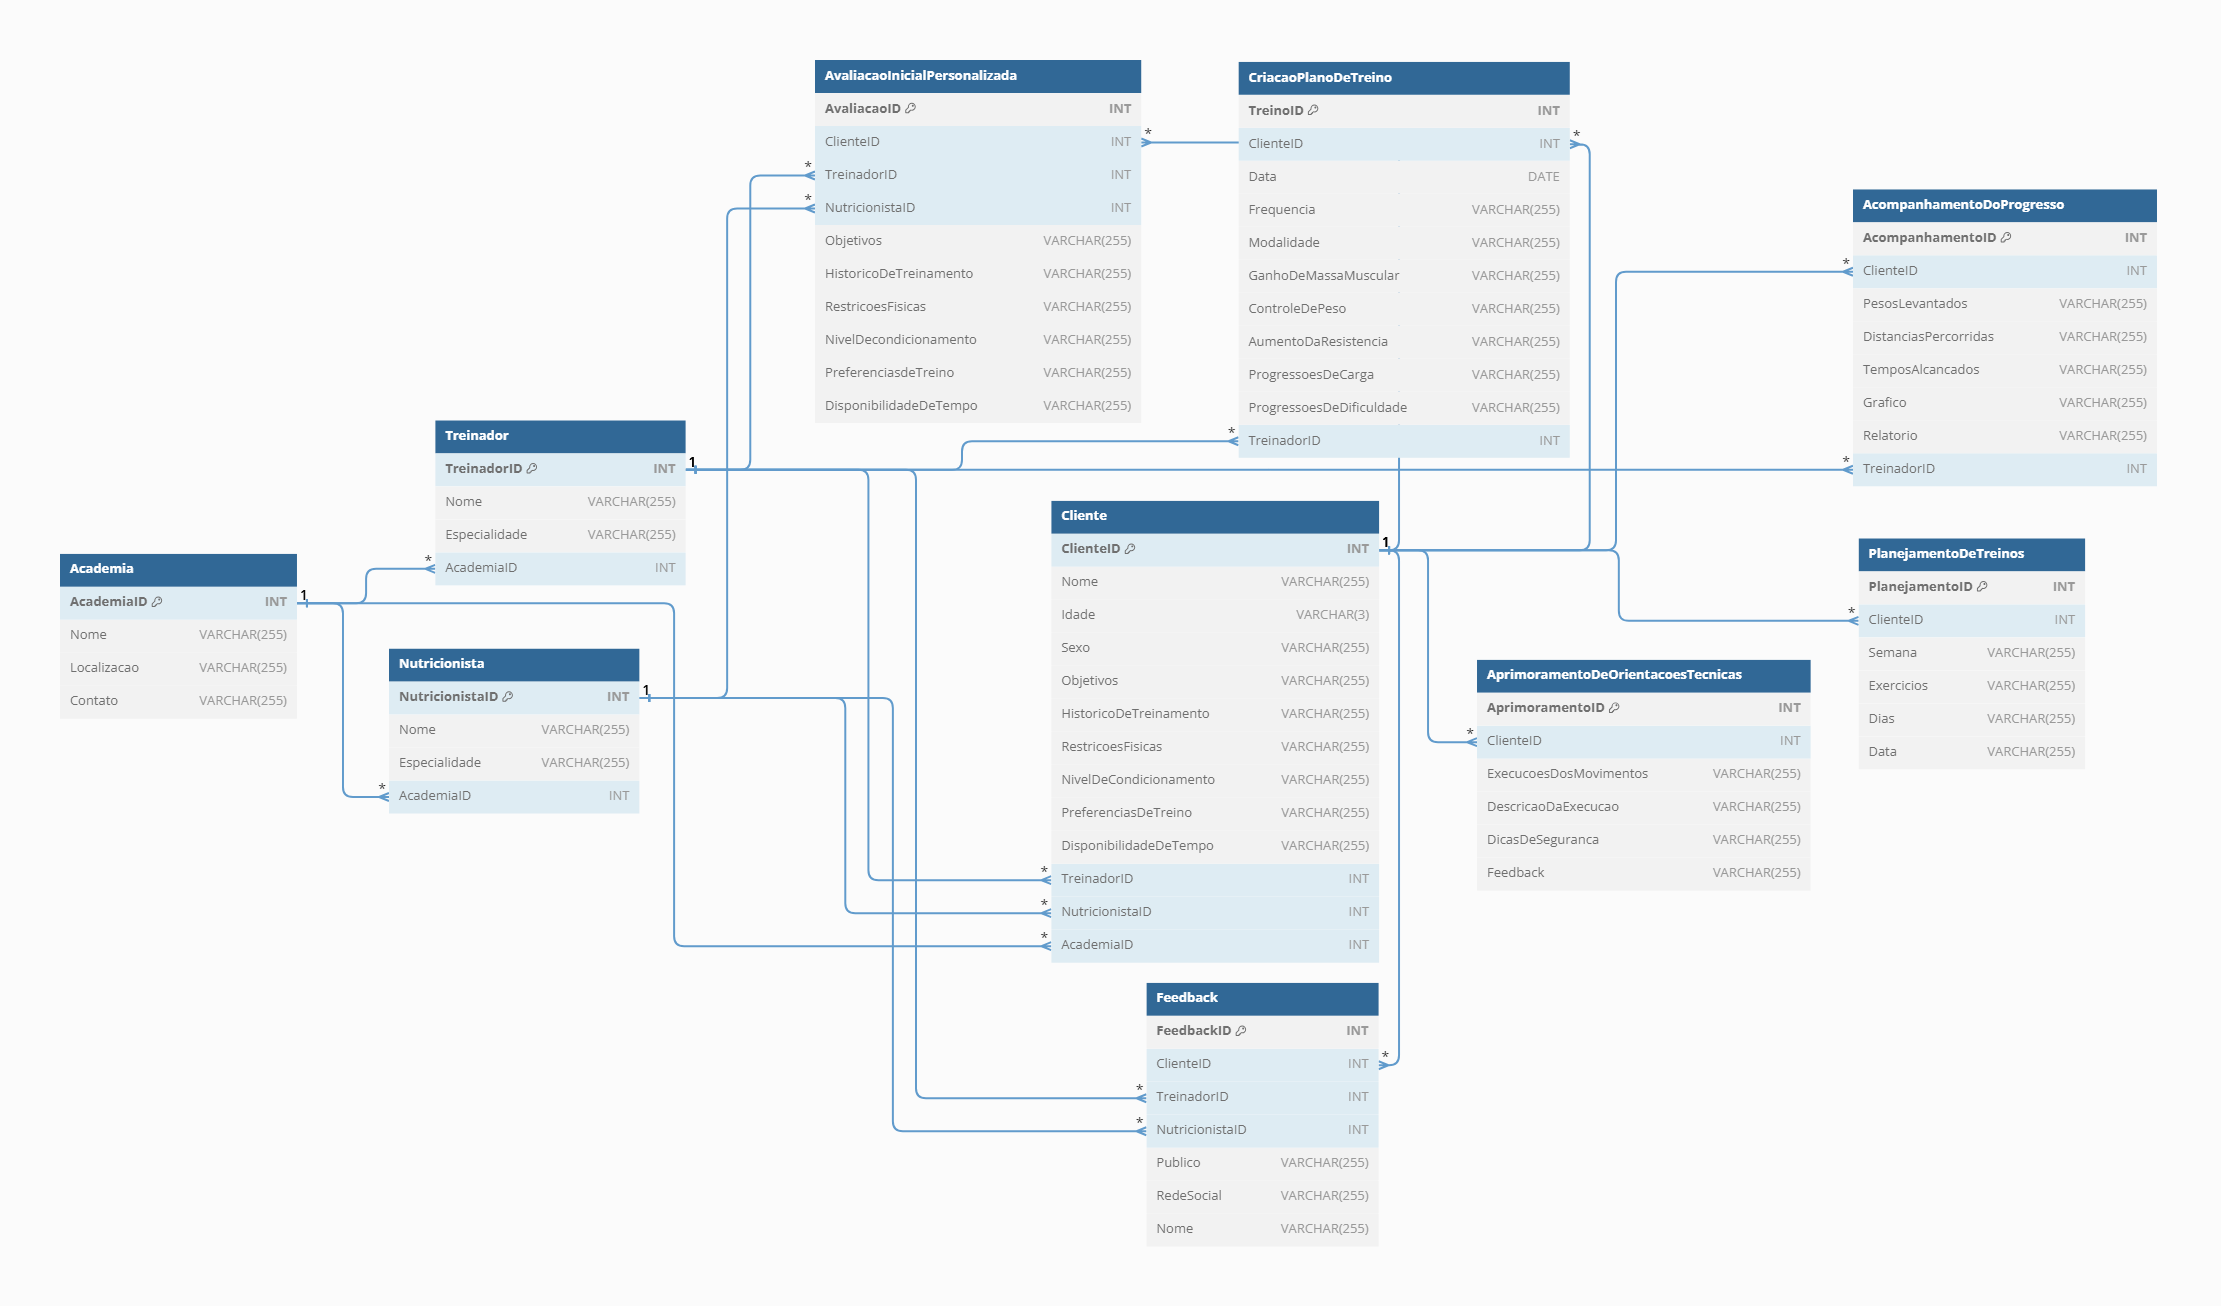 AvaliacaoInicialPersonalizada
AvaliacaoID INT
ClienteID INT
TreinadorID INT
NutricionistaID INT
Objetivos VARCHAR(255)
HistoricoDeTreinamento VARCHAR(255)
RestricoesFisicas VARCHAR(255)
NivelDecondicionamento VARCHAR(255)
PreferenciasdeTreino VARCHAR(255)
DisponibilidadeDeTempo VARCHAR(255)
*
*
*
CriacaoPlanoDeTreino
TreinoID INT
ClienteID INT
Data DATE
Frequencia VARCHAR(255)
Modalidade VARCHAR(255)
GanhoDeMassaMuscular VARCHAR(255)
ControleDePeso VARCHAR(255)
AumentoDaResistencia VARCHAR(255)
ProgressoesDeCarga VARCHAR(255)
ProgressoesDeDificuldade VARCHAR(255)
TreinadorID INT
*
*
AcompanhamentoDoProgresso
AcompanhamentoID INT
ClienteID INT
PesosLevantados VARCHAR(255)
DistanciasPercorridas VARCHAR(255)
TemposAlcancados VARCHAR(255)
Grafico VARCHAR(255)
Relatorio VARCHAR(255)
TreinadorID INT
*
*
Treinador
TreinadorID INT
Nome VARCHAR(255)
Especialidade VARCHAR(255)
AcademiaID INT
1
*
Academia
AcademiaID INT
Nome VARCHAR(255)
Localizacao VARCHAR(255)
Contato VARCHAR(255)
1
Nutricionista
NutricionistaID INT
Nome VARCHAR(255)
Especialidade VARCHAR(255)
AcademiaID INT
1
*
Cliente
ClienteID INT
Nome VARCHAR(255)
Idade VARCHAR(3)
Sexo VARCHAR(255)
Objetivos VARCHAR(255)
HistoricoDeTreinamento VARCHAR(255)
RestricoesFisicas VARCHAR(255)
NivelDeCondicionamento VARCHAR(255)
PreferenciasDeTreino VARCHAR(255)
DisponibilidadeDeTempo VARCHAR(255)
TreinadorID INT
NutricionistaID INT
AcademiaID INT
1
*
*
*
PlanejamentoDeTreinos
PlanejamentoID INT
ClienteID INT
Semana VARCHAR(255)
Exercicios VARCHAR(255)
Dias VARCHAR(255)
Data VARCHAR(255)
*
AprimoramentoDeOrientacoesTecnicas
AprimoramentoID INT
ClienteID INT
ExecucoesDosMovimentos VARCHAR(255)
DescricaoDaExecucao VARCHAR(255)
DicasDeSeguranca VARCHAR(255)
Feedback VARCHAR(255)
*
Feedback
FeedbackID INT
ClienteID INT
TreinadorID INT
NutricionistaID INT
Publico VARCHAR(255)
RedeSocial VARCHAR(255)
Nome VARCHAR(255)
*
*
*